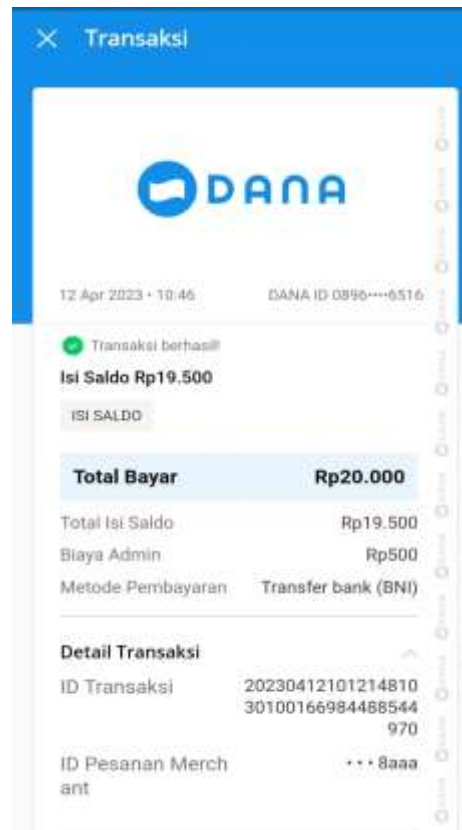 Transaksi
DANA
12 Apr 2023 • 10:46 DANA ID 0896••••6516
Transaksi berhasil!
Isi Saldo Rp19.500
ISI SALDO
Total Bayar Rp20.000
Total Isi Saldo Rp19.500
Biaya Admin Rp500
Metode Pembayaran Transfer bank (BNI)
Detail Transaksi
ID Transaksi 20230412101214810
30100166984488544
970
ID Pesanan Merch
ant •••8aaa